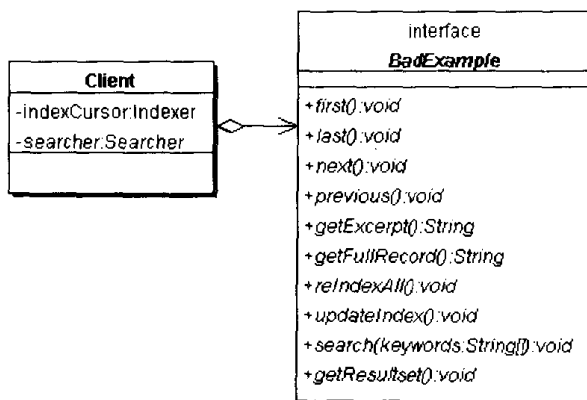 Client
-indexCursor:Indexer
-searcher:Searcher
interface
BadExample
+first():void
+last():void
+next():void
+previous():void
+getExcerpt():String
+getFullRecord():String
+reIndexAll():void
+updateIndex():void
+search(keywords:String[]):void
+getResultset():void